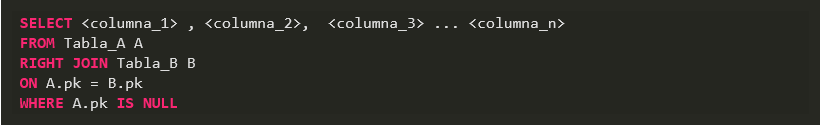 SELECT <columna_1> , <columna_2>,  <columna_3> ... <columna_n>
FROM Tabla_A A
RIGHT JOIN Tabla_B B
ON A.pk = B.pk
WHERE A.pk IS NULL